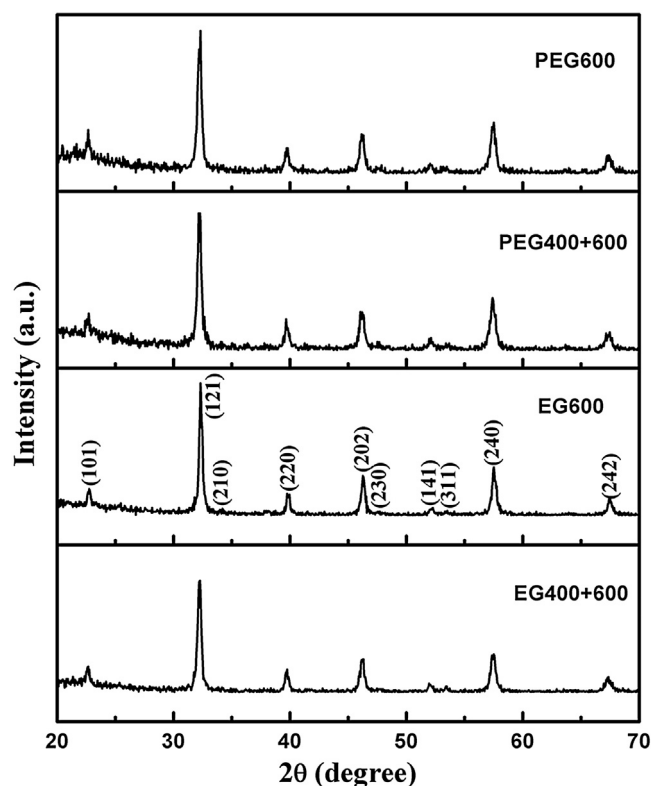 PEG600
PEG400+600
EG600
(101)
(121)
(210)
(220)
(202)
(230)
(141)
(311)
(240)
(242)
EG400+600
Intensity (a.u.)
20 30 40 50 60 70
2θ (degree)